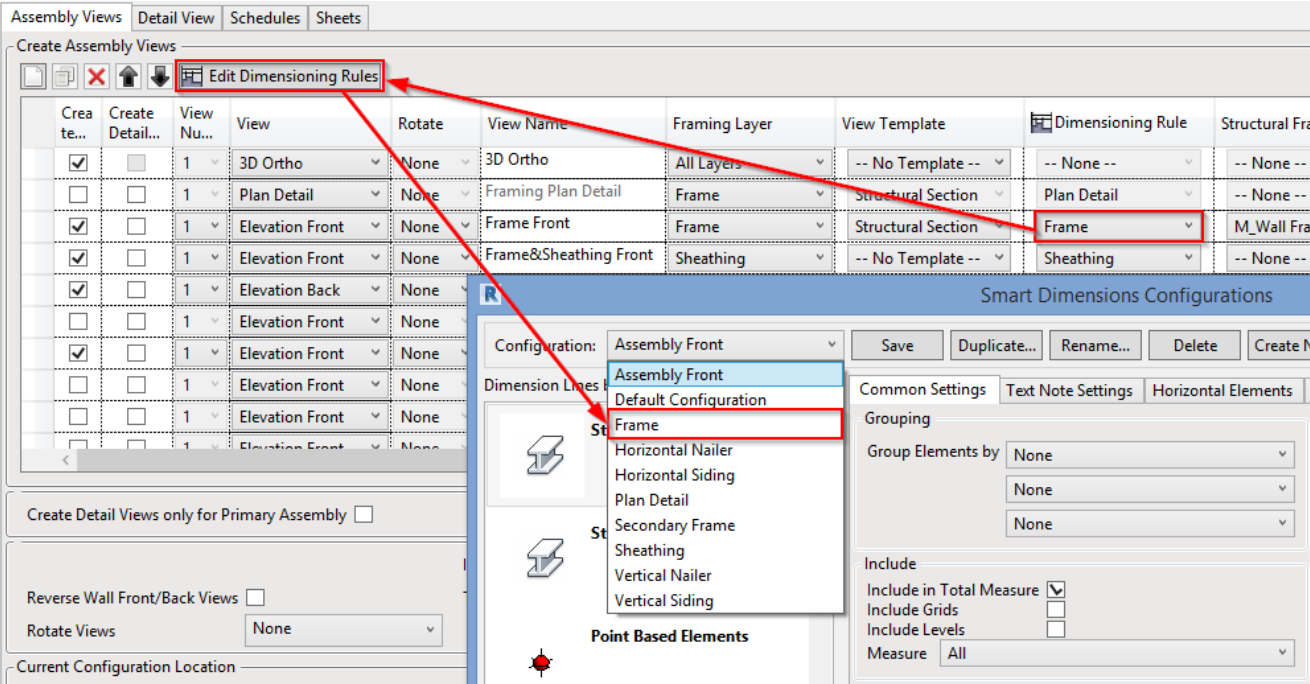 Assembly Views Detail View Schedules Sheets
Create Assembly Views
Edit Dimensioning Rules
Crea te... Create Detail... View Nu... View Rotate View Name Framing Layer View Template Dimensioning Rule Structural Fra
1 3D Ortho None 3D Ortho All Layers -- No Template -- -- None -- -- None --
1 Plan Detail None Framing Plan Detail Frame Structural Section Plan Detail -- None --
1 Elevation Front None Frame Front Frame Structural Section Frame M_Wall Fra
1 Elevation Front None Frame&Sheathing Front Sheathing -- No Template -- Sheathing -- None --
1 Elevation Back None
1 Elevation Front None
1 Elevation Front None
1 Elevation Front None
1 Elevation Front None
1 Elevation Front None
Create Detail Views only for Primary Assembly
Reverse Wall Front/Back Views
Rotate Views None
Current Configuration Location
R Smart Dimensions Configurations
Configuration: Assembly Front Save Duplicate... Rename... Delete Create N
Dimension Lines
Assembly Front
Default Configuration
Frame
Horizontal Nailer
Horizontal Siding
Plan Detail
Secondary Frame
Sheathing
Vertical Nailer
Vertical Siding
St
St
Point Based Elements
Common Settings Text Note Settings Horizontal Elements
Grouping
Group Elements by None
None
None
Include
Include in Total Measure
Include Grids
Include Levels
Measure All